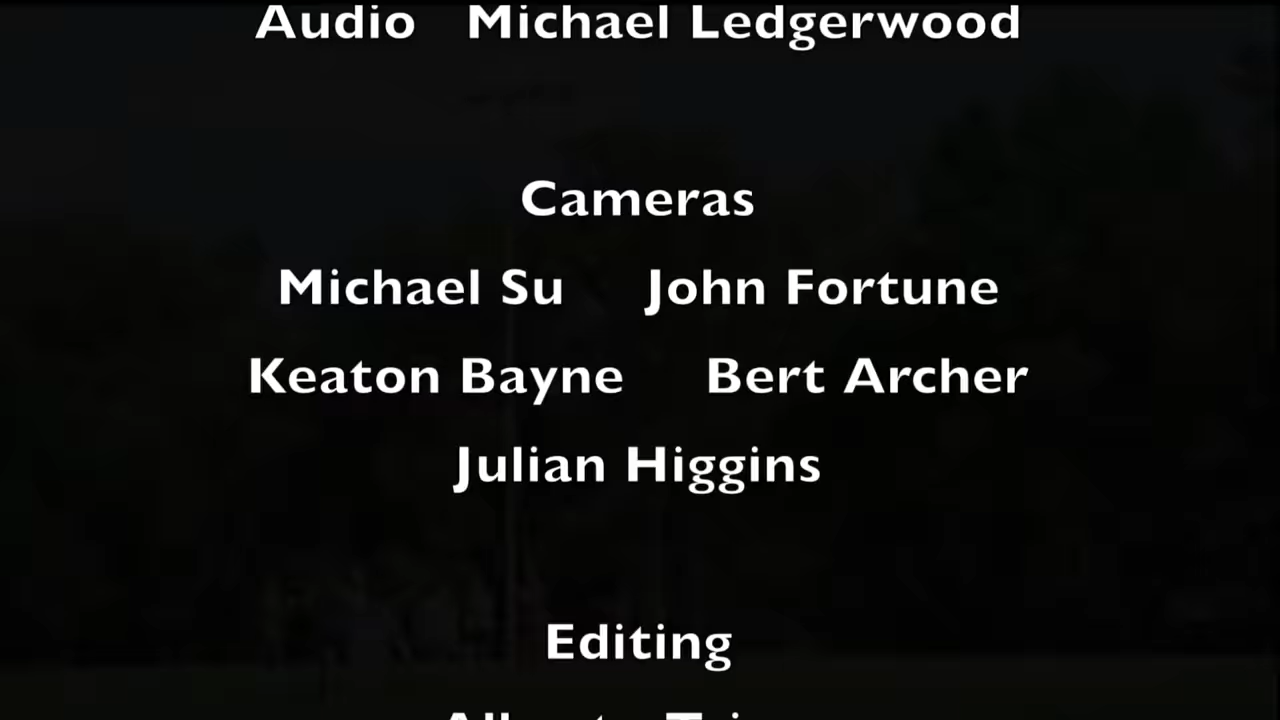 Audio Michael Ledgerwood
Cameras
Michael Su John Fortune
Keaton Bayne Bert Archer
Julian Higgins
Editing